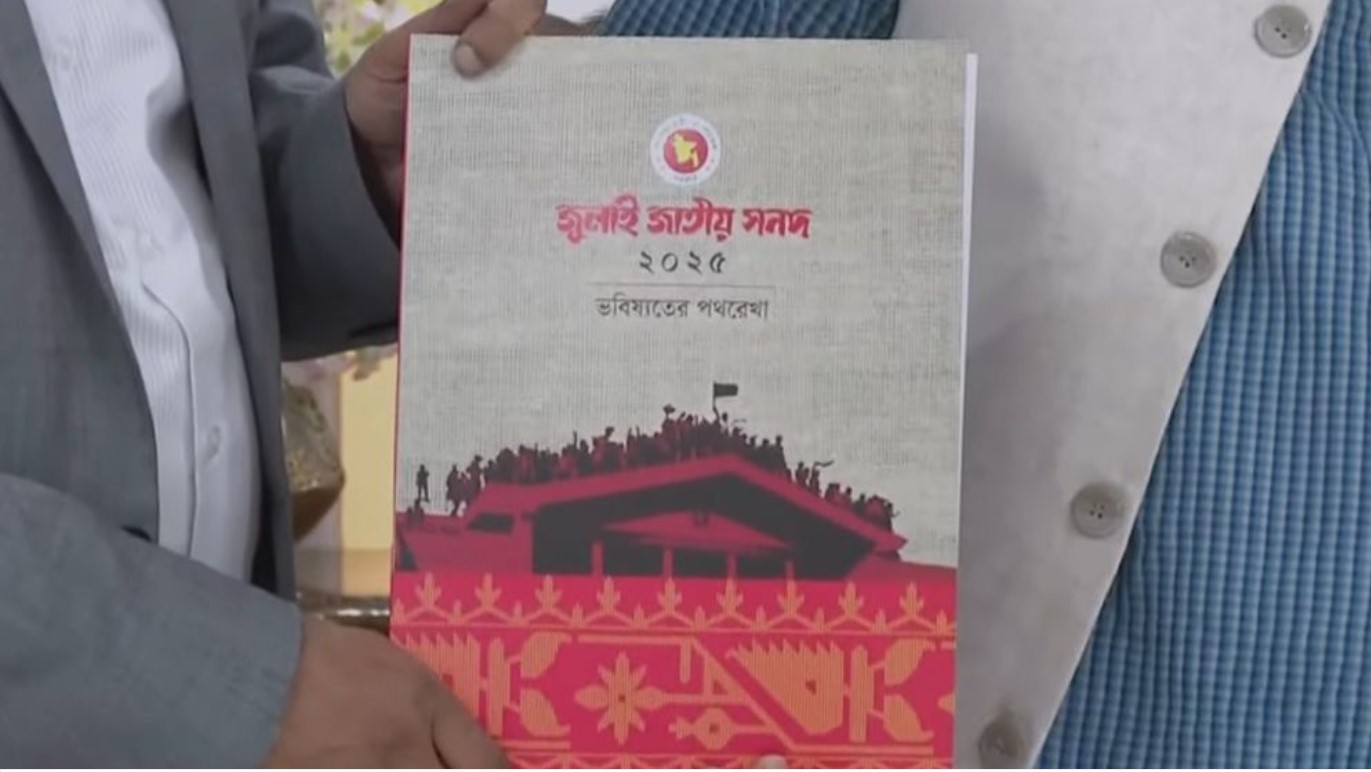 জুলাই জাতীয় সনদ
২০২৫
ভবিষ্যতের পথরেখা